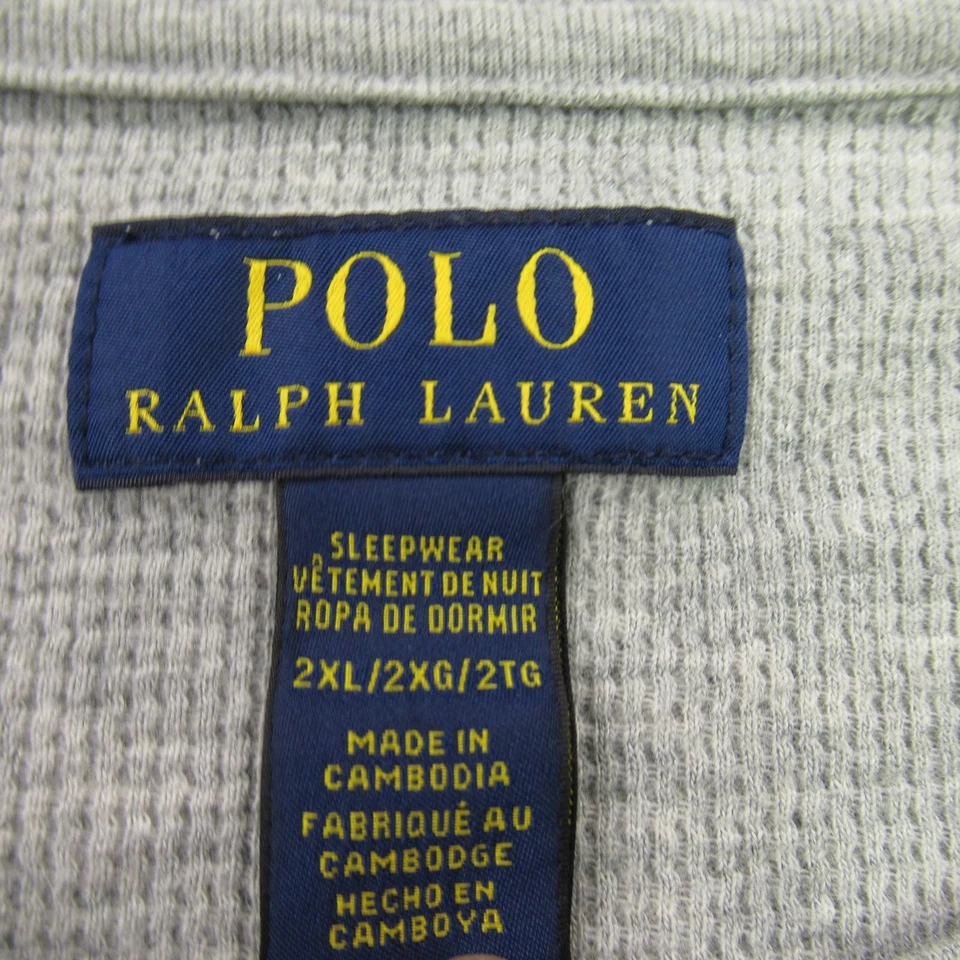 POLO
RALPH LAUREN
SLEEPWEAR
VÊTEMENT DE NUIT
ROPA DE DORMIR
2XL/2XG/2TG
MADE IN
CAMBODIA
FABRIQUÉ AU
CAMBODGE
HECHO EN
CAMBOYA